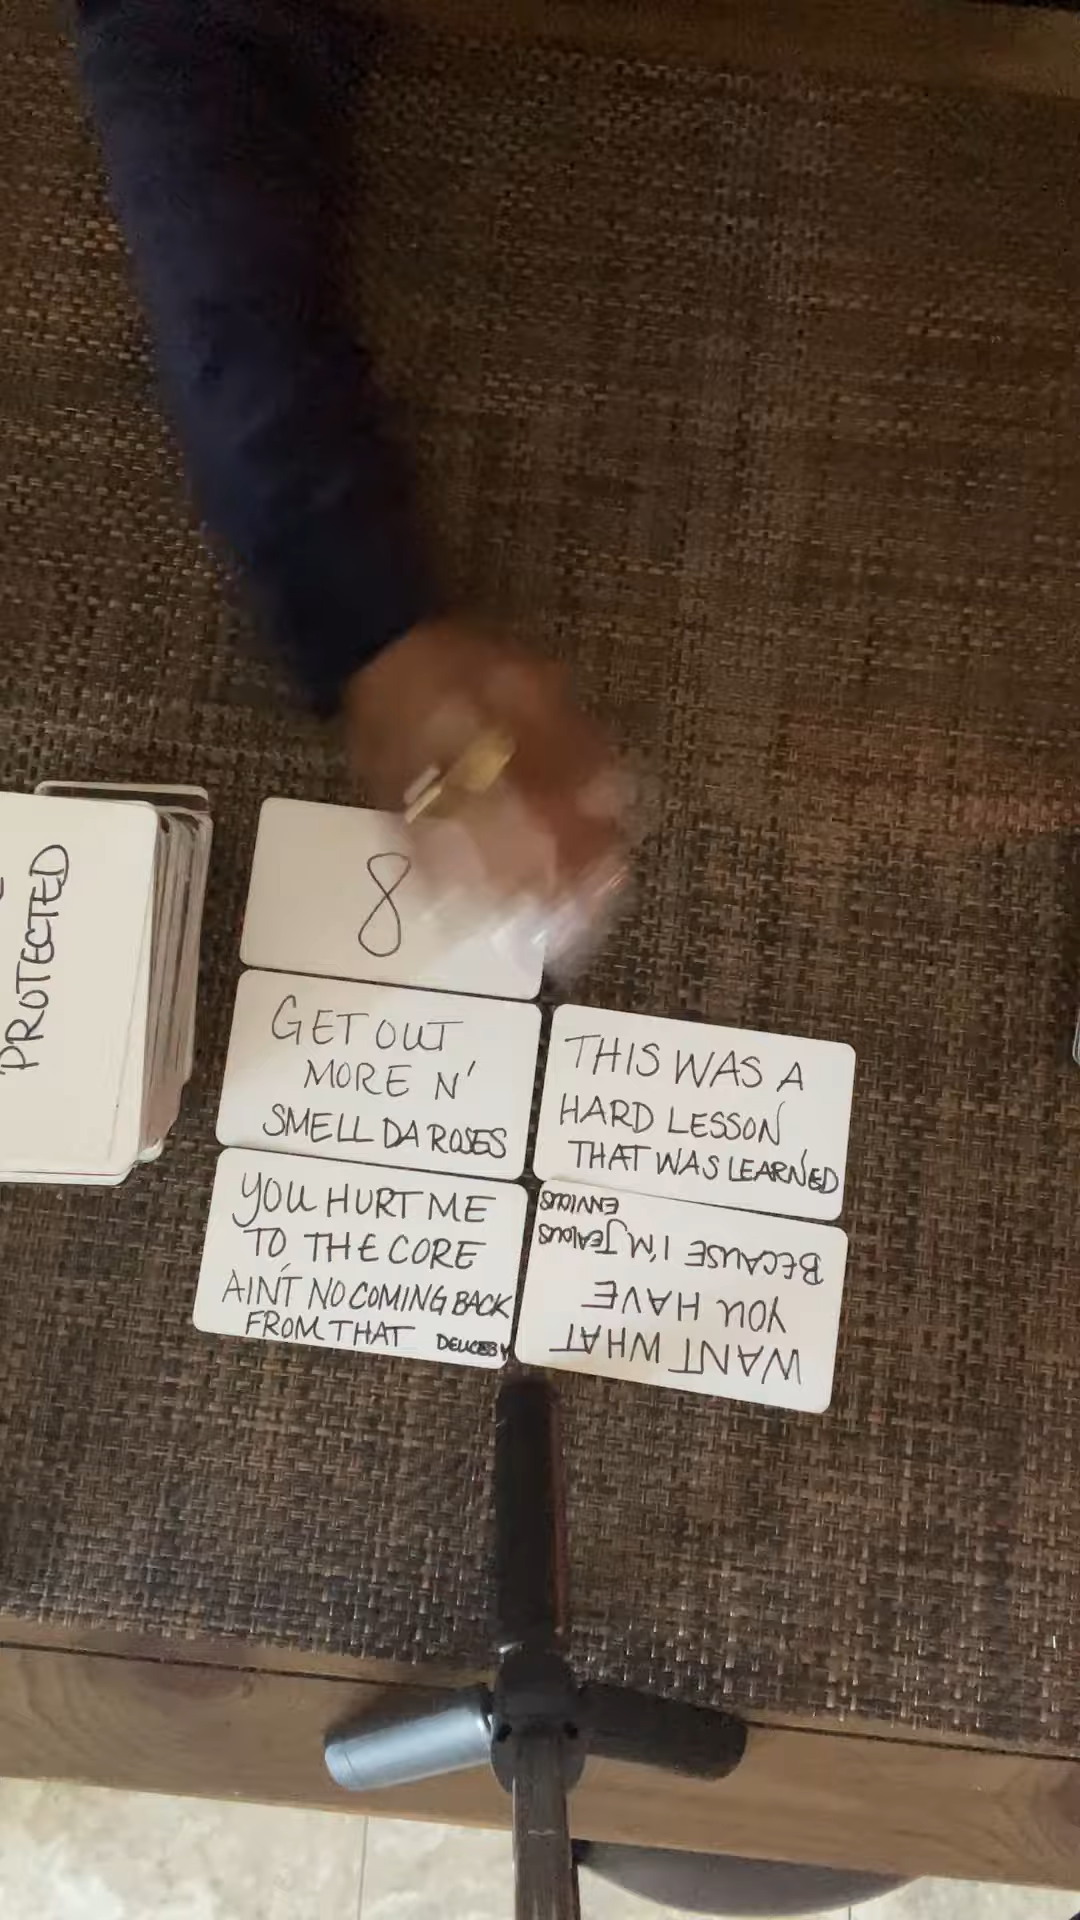 PROTECTED
8
GET OUT
MORE N'
SMELL DA ROSES
THIS WAS A
HARD LESSON
THAT WAS LEARNED
YOU HURT ME
TO THE CORE
AIN'T NO COMING BACK
FROM THAT
WANT WHAT
YOU HAVE
BECAUSE I'M JEALOUS
ENVIOUS